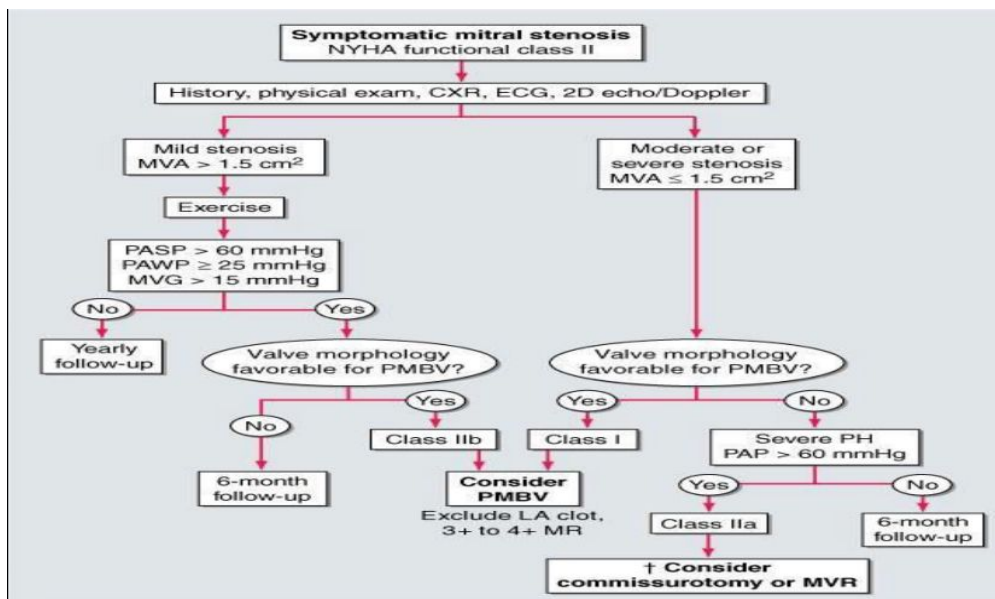 Symptomatic mitral stenosis
NYHA functional class II
History, physical exam, CXR, ECG, 2D echo/Doppler
Mild stenosis
MVA > 1.5 cm²
Moderate or
severe stenosis
MVA ≤ 1.5 cm²
Exercise
PASP > 60 mmHg
PAWP ≥ 25 mmHg
MVG > 15 mmHg
No
Yes
Yearly
follow-up
Valve morphology
favorable for PMBV?
Valve morphology
favorable for PMBV?
No
Yes
Yes
No
6-month
follow-up
Class IIb
Class I
Consider
PMBV
Exclude LA clot,
3+ to 4+ MR
Severe PH
PAP > 60 mmHg
Yes
No
Class IIa
6-month
follow-up
† Consider
commissurotomy or MVR